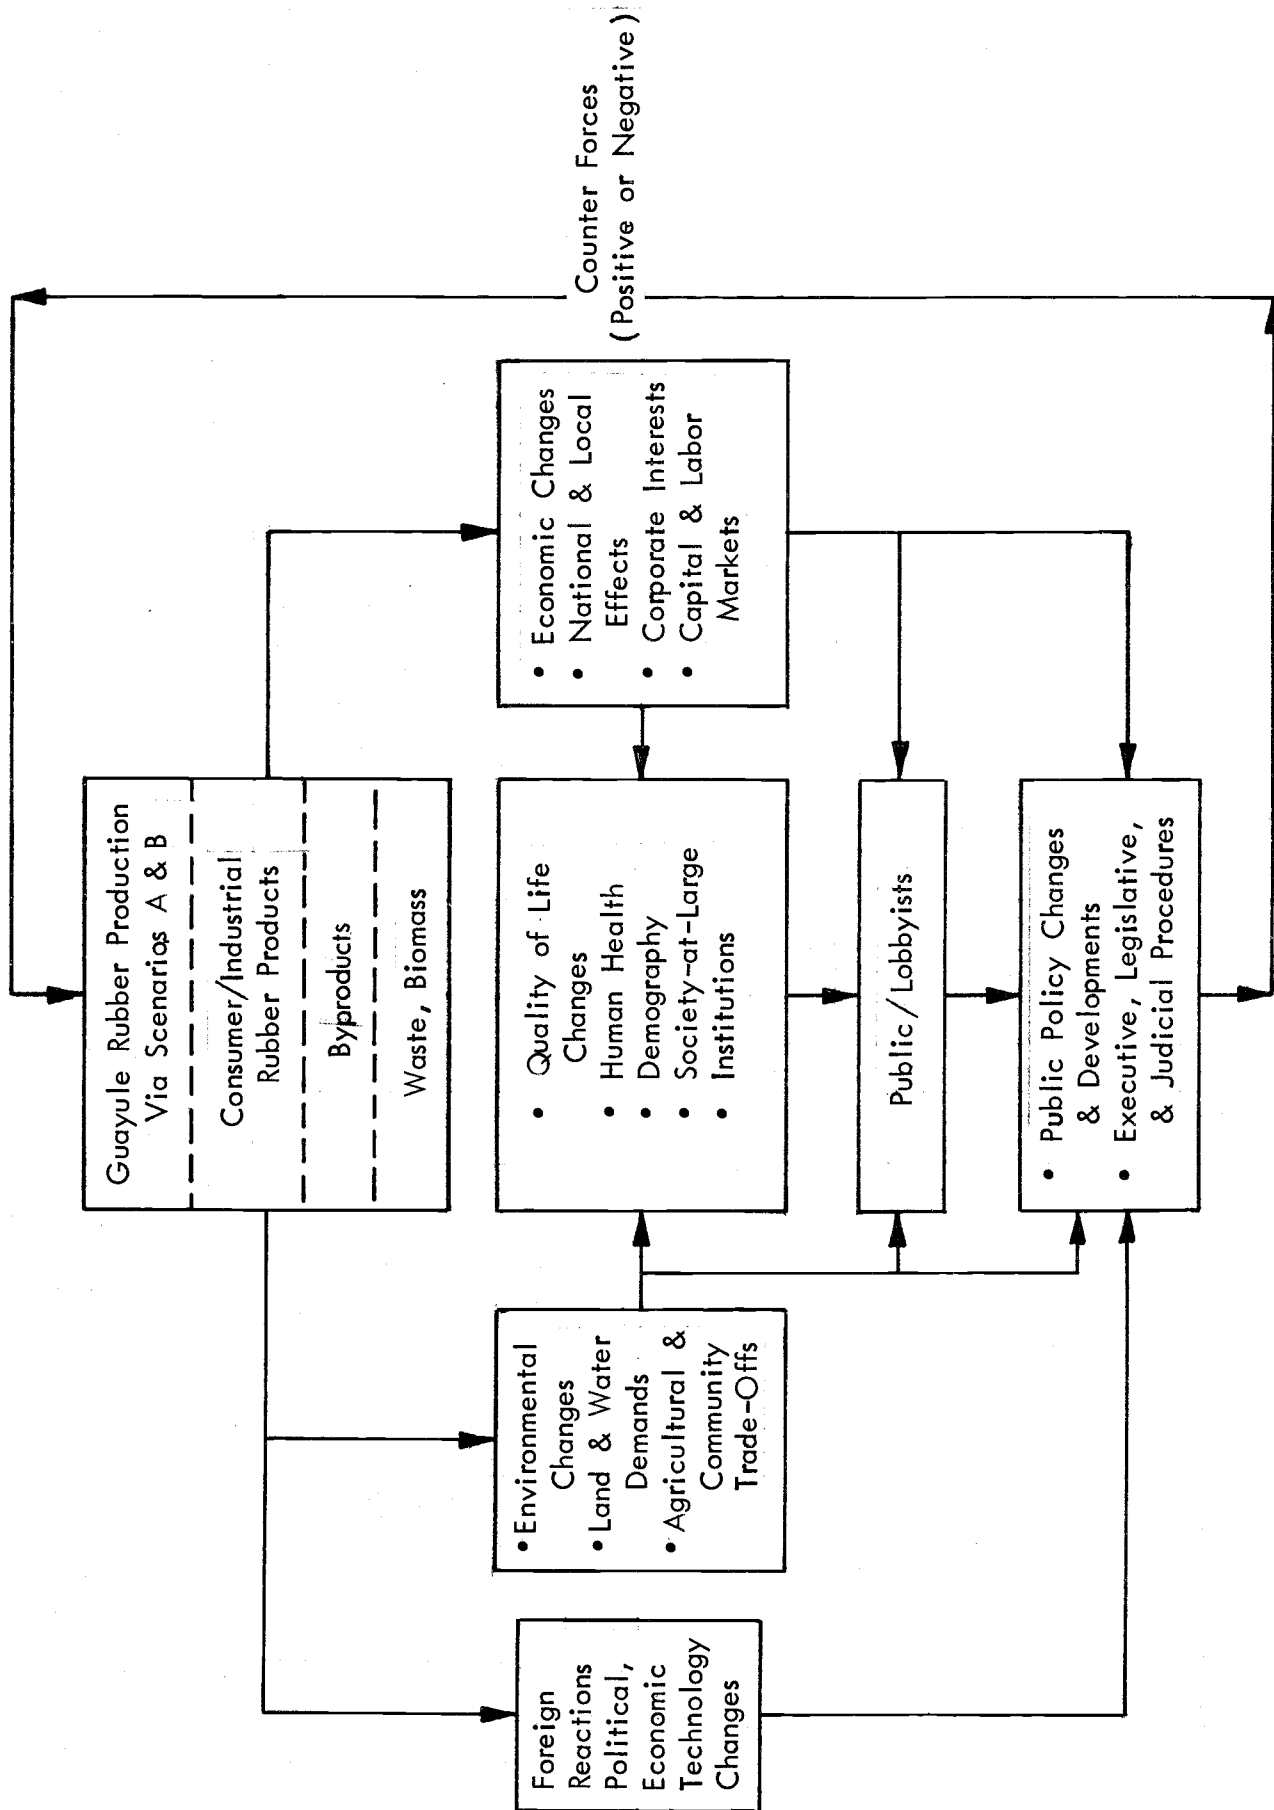 Guayule Rubber Production
Via Scenarios A & B
Consumer/Industrial
Rubber Products
Byproducts
Waste, Biomass
Foreign
Reactions
Political,
Economic
Technology
Changes
• Environmental
Changes
• Land & Water
Demands
• Agricultural &
Community
Trade-Offs
• Quality of Life
Changes
• Human Health
• Demography
• Society-at-Large
• Institutions
• Economic Changes
• National & Local
Effects
• Corporate Interests
• Capital & Labor
Markets
Counter Forces
(Positive or Negative)
Public/Lobbyists
• Public Policy Changes
& Developments
• Executive, Legislative,
& Judicial Procedures